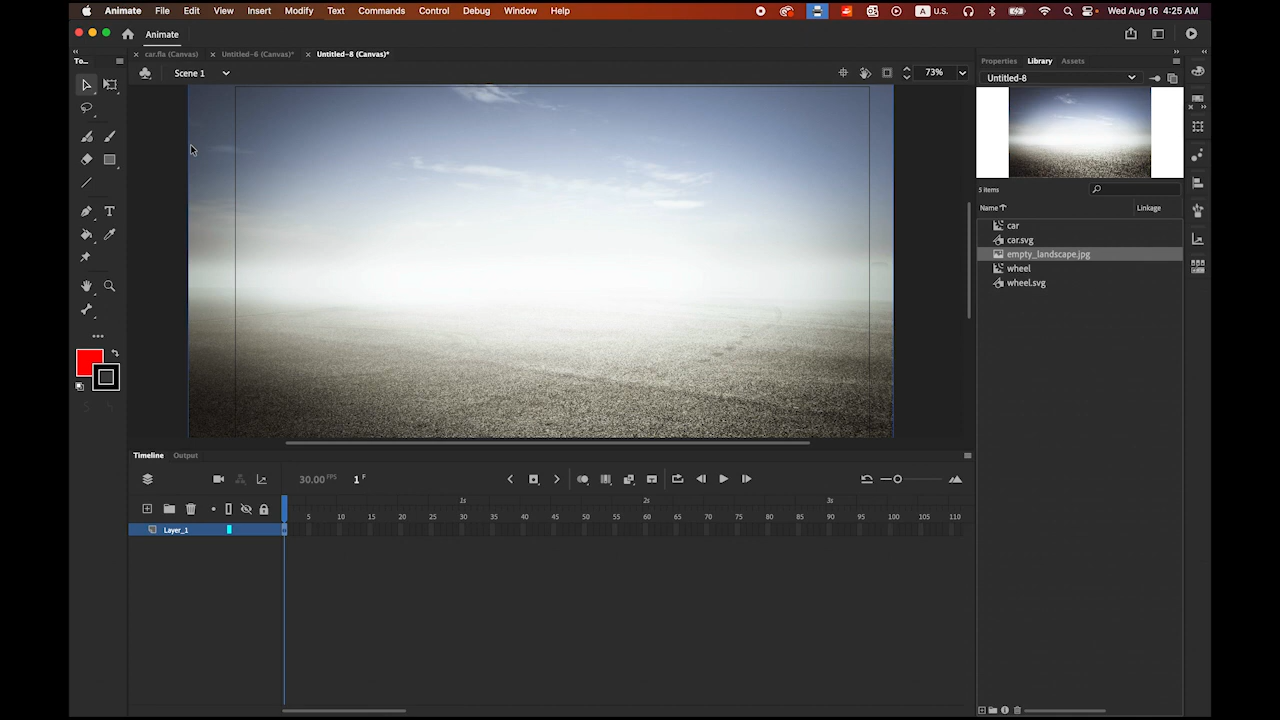 Animate File Edit View Insert Modify Text Commands Control Debug Window Help A U.S. Wed Aug 16 4:25 AM
Animate
car.fla (Canvas) Untitled-6 (Canvas)* Untitled-8 (Canvas)*
To... Properties Library Assets
Scene 1 73% Untitled-8
5 items
Name Linkage
car
car.svg
empty_landscape.jpg
wheel
wheel.svg
T
Timeline Output
30.00 FPS 1 F
1s 2s 3s
5 10 15 20 25 30 35 40 45 50 55 60 65 70 75 80 85 90 95 100 105 110
Layer_1